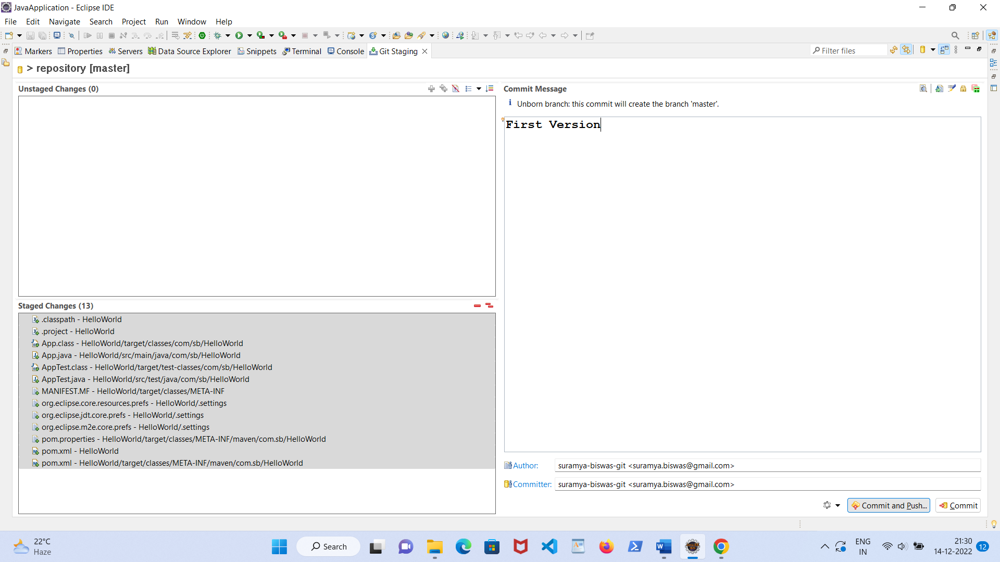 JavaApplication - Eclipse IDE
File Edit Navigate Search Project Run Window Help
Markers Properties Servers Data Source Explorer Snippets Terminal Console Git Staging
Filter files
> repository [master]
Unstaged Changes (0)
Commit Message
Unborn branch: this commit will create the branch 'master'.
First Version
Staged Changes (13)
.classpath - HelloWorld
.project - HelloWorld
App.class - HelloWorld/target/classes/com/sb/HelloWorld
App.java - HelloWorld/src/main/java/com/sb/HelloWorld
AppTest.class - HelloWorld/target/test-classes/com/sb/HelloWorld
AppTest.java - HelloWorld/src/test/java/com/sb/HelloWorld
MANIFEST.MF - HelloWorld/target/classes/META-INF
org.eclipse.core.resources.prefs - HelloWorld/.settings
org.eclipse.jdt.core.prefs - HelloWorld/.settings
org.eclipse.m2e.core.prefs - HelloWorld/.settings
pom.properties - HelloWorld/target/classes/META-INF/maven/com.sb/HelloWorld
pom.xml - HelloWorld
pom.xml - HelloWorld/target/classes/META-INF/maven/com.sb/HelloWorld
Author: suramya-biswas-git <suramya.biswas@gmail.com>
Committer: suramya-biswas-git <suramya.biswas@gmail.com>
Commit and Push... Commit
22°C
Haze
Search
ENG
IN
21:30
14-12-2022
12